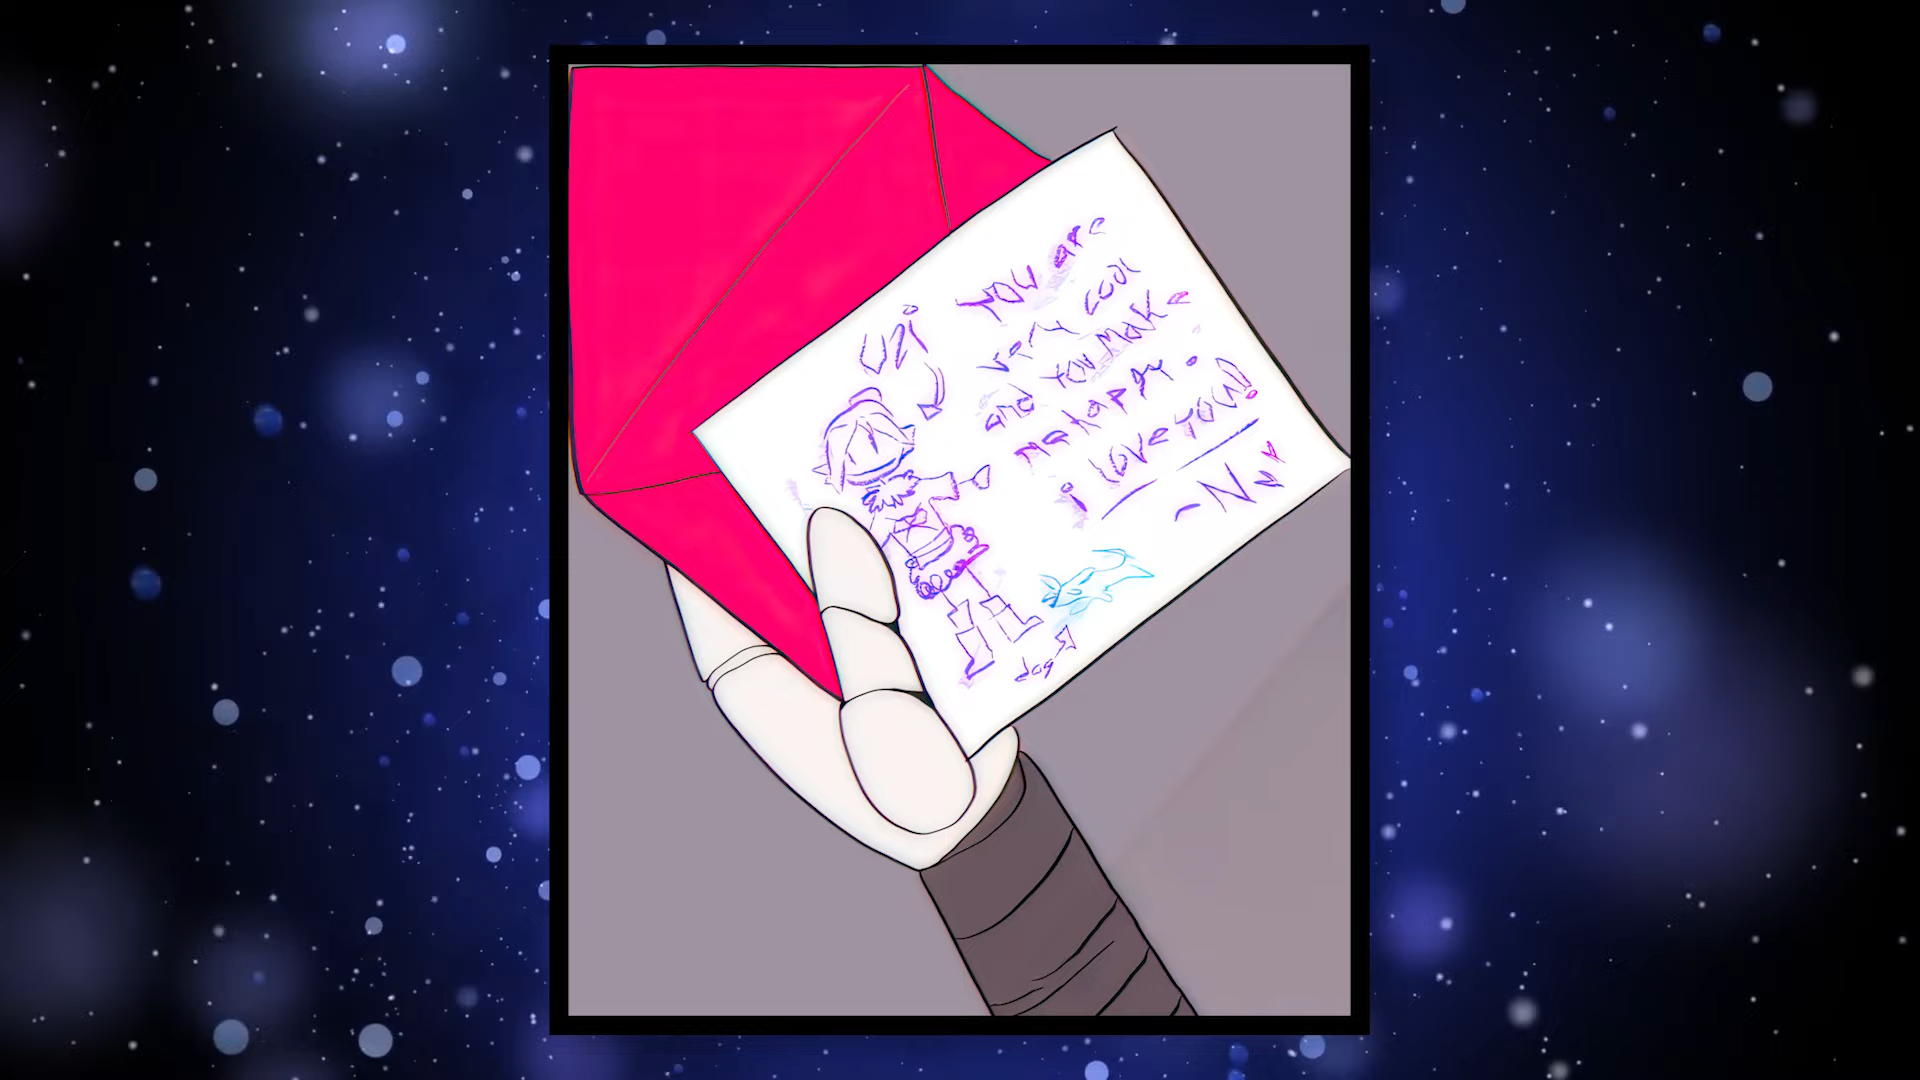 Uzi
You are
very cool
and you make
me happy.
i love you!!
- N
dog